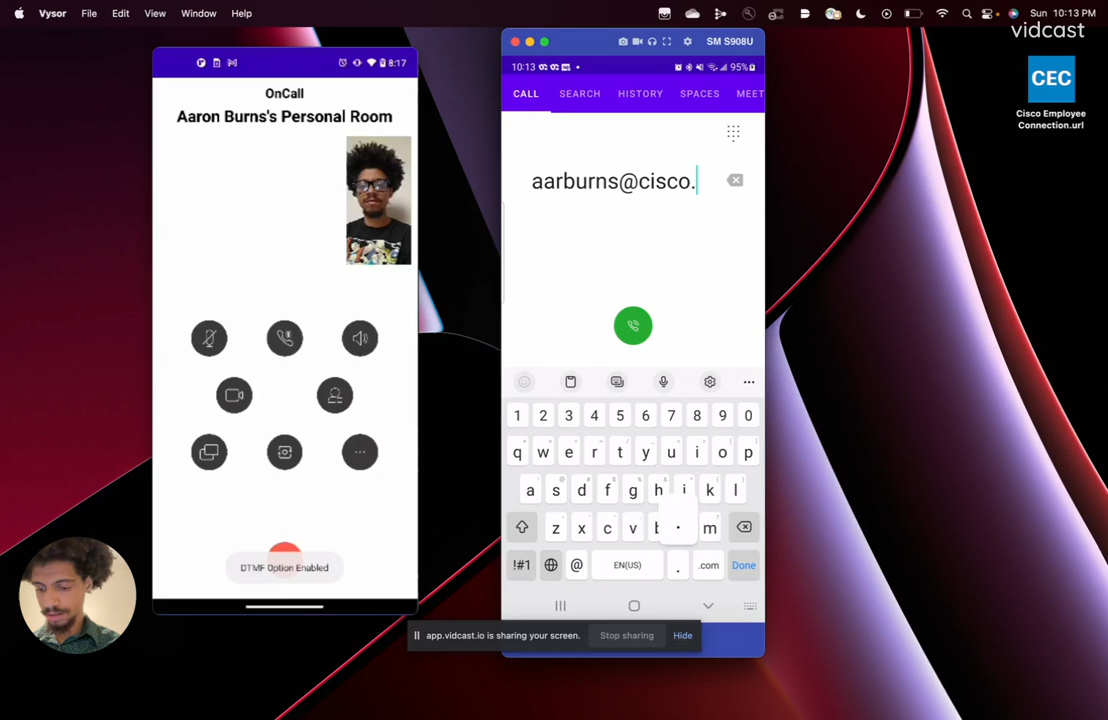 Vysor File Edit View Window Help Sun 10:13 PM
vidcast
CEC
Cisco Employee
Connection.url
8:17
OnCall
Aaron Burns's Personal Room
DTMF Option Enabled
SM S908U
10:13 95%
CALL SEARCH HISTORY SPACES MEET
aarburns@cisco.
1 2 3 4 5 6 7 8 9 0
q w e r t y u i o p
a s d f g h j k l
z x c v b . m
!#1 @ EN(US) . .com Done
app.vidcast.io is sharing your screen. Stop sharing Hide